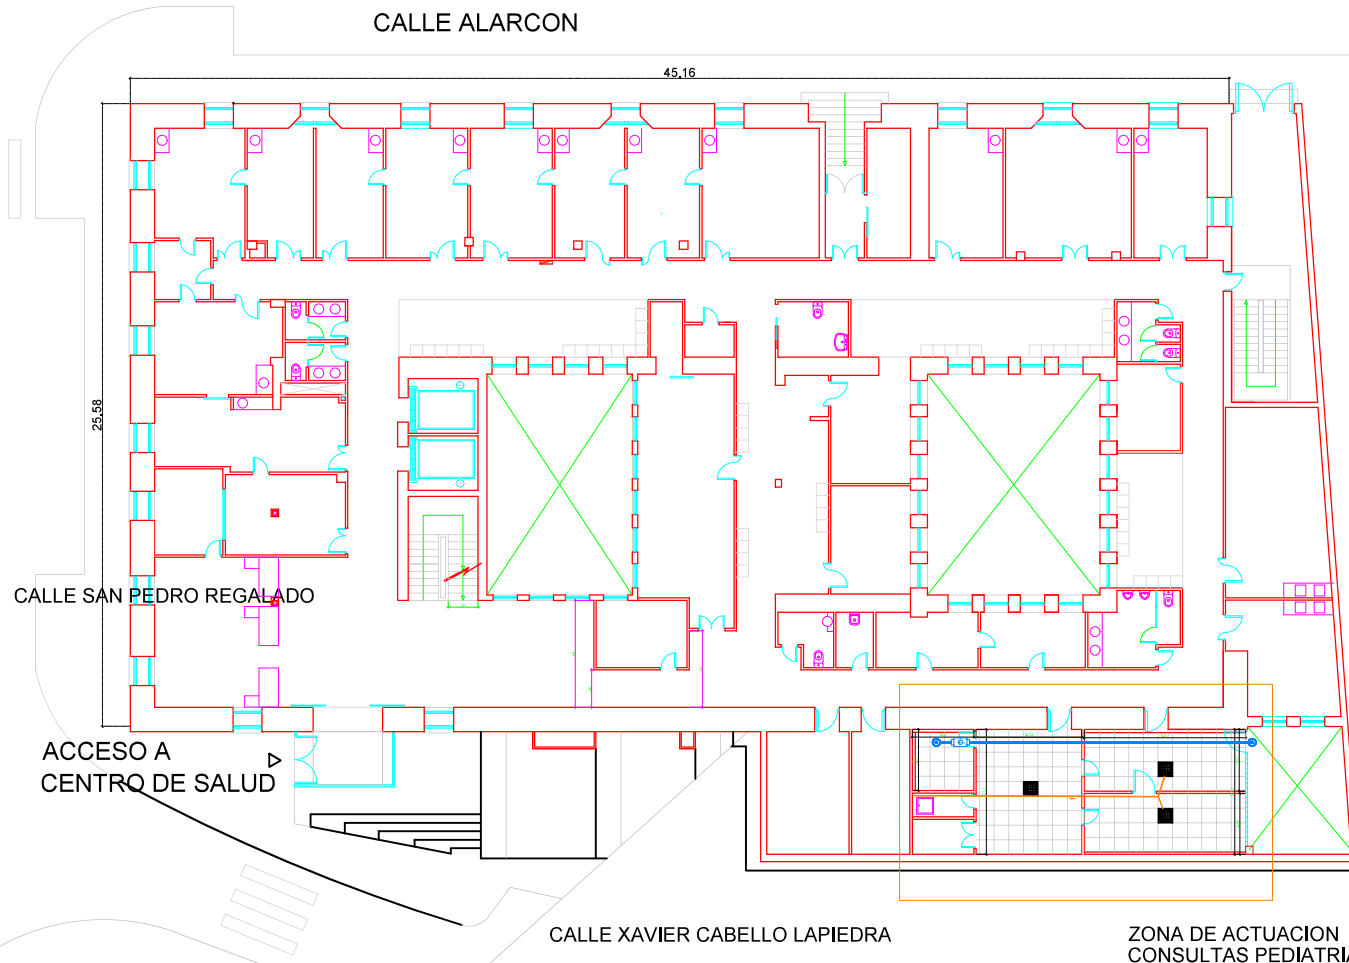 CALLE ALARCON
45.16
25.58
CALLE SAN PEDRO REGALADO
ACCESO A
CENTRO DE SALUD
CALLE XAVIER CABELLO LAPIEDRA
ZONA DE ACTUACION
CONSULTAS PEDIATRIA